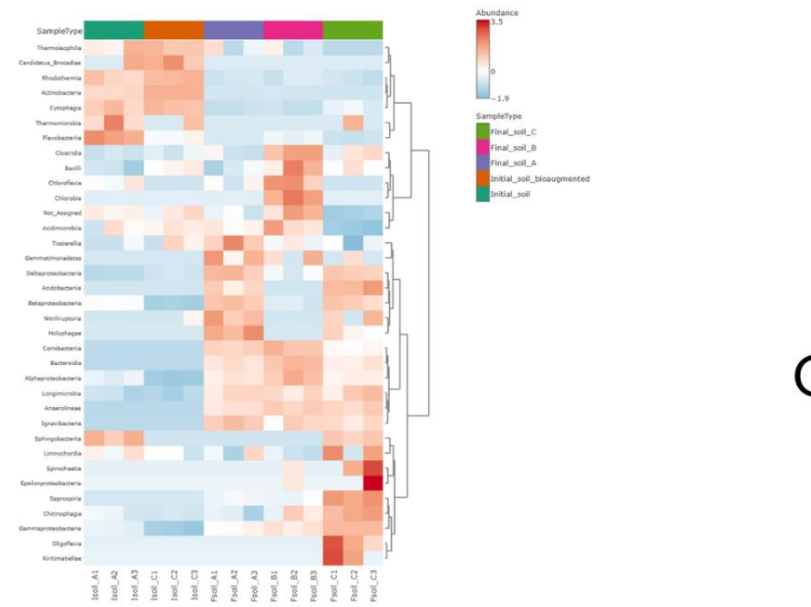 SampleType
Thermoleophilia
Candidatus_Brocadiae
Rhodothermia
Actinobacteria
Cytophagia
Thermomicrobia
Flavobacteriia
Clostridia
Bacilli
Chloroflexia
Chlorobia
Not_Assigned
Acidimicrobiia
Tissierellia
Gemmatimonadetes
Deltaproteobacteria
Acidobacteriia
Betaproteobacteria
Nitriliruptoria
Holophagae
Coriobacteriia
Bacteroidia
Alphaproteobacteria
Longimicrobia
Anaerolineae
Ignavibacteria
Sphingobacteriia
Limnochordia
Spirochaetia
Epsilonproteobacteria
Saprospiria
Chitinophagia
Gammaproteobacteria
Oligoflexia
Kiritimatiellae
Isoil_A1
Isoil_A2
Isoil_A3
Isoil_C1
Isoil_C2
Isoil_C3
Fsoil_A1
Fsoil_A2
Fsoil_A3
Fsoil_B1
Fsoil_B2
Fsoil_B3
Fsoil_C1
Fsoil_C2
Fsoil_C3
Abundance
3.5
0
−1.9
SampleType
Final_soil_C
Final_soil_B
Final_soil_A
Initial_soil_bioaugmented
Initial_soil